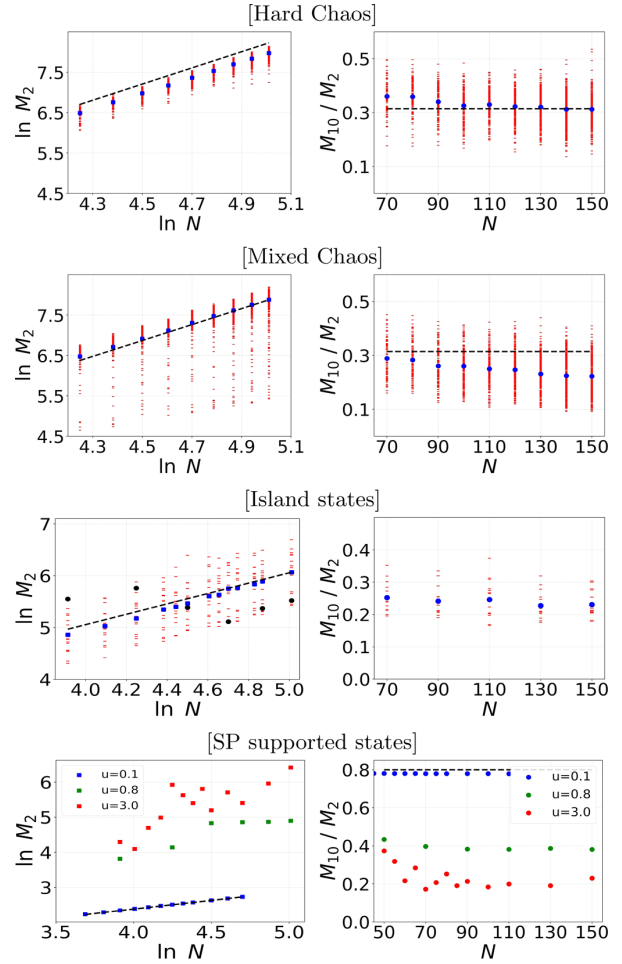 [Hard Chaos]
7.5
6.5
5.5
4.5
ln M2
4.3 4.5 4.7 4.9 5.1
ln N
0.5
0.3
0.1
M10 / M2
70 90 110 130 150
N
[Mixed Chaos]
7.5
6.5
5.5
4.5
ln M2
4.3 4.5 4.7 4.9 5.1
ln N
0.5
0.3
0.1
M10 / M2
70 90 110 130 150
N
[Island states]
7
6
5
4
ln M2
4.0 4.2 4.4 4.6 4.8 5.0
ln N
0.4
0.3
0.2
0.1
0.0
M10 / M2
70 90 110 130 150
N
[SP supported states]
6
5
4
3
2
ln M2
u=0.1
u=0.8
u=3.0
3.5 4.0 4.5 5.0
ln N
0.8
0.6
0.4
0.2
0.0
M10 / M2
u=0.1
u=0.8
u=3.0
50 70 90 110 130 150
N